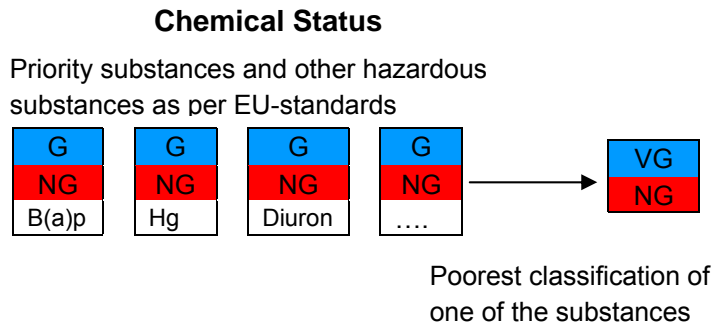 Chemical Status
Priority substances and other hazardous
substances as per EU-standards
G G G G
NG NG NG NG
B(a)p Hg Diuron ....
VG
NG
Poorest classification of
one of the substances